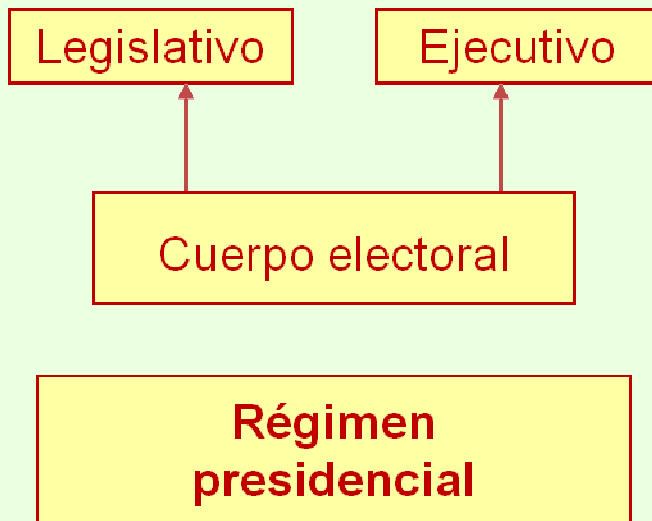 Legislativo
Ejecutivo
Cuerpo electoral
Régimen
presidencial